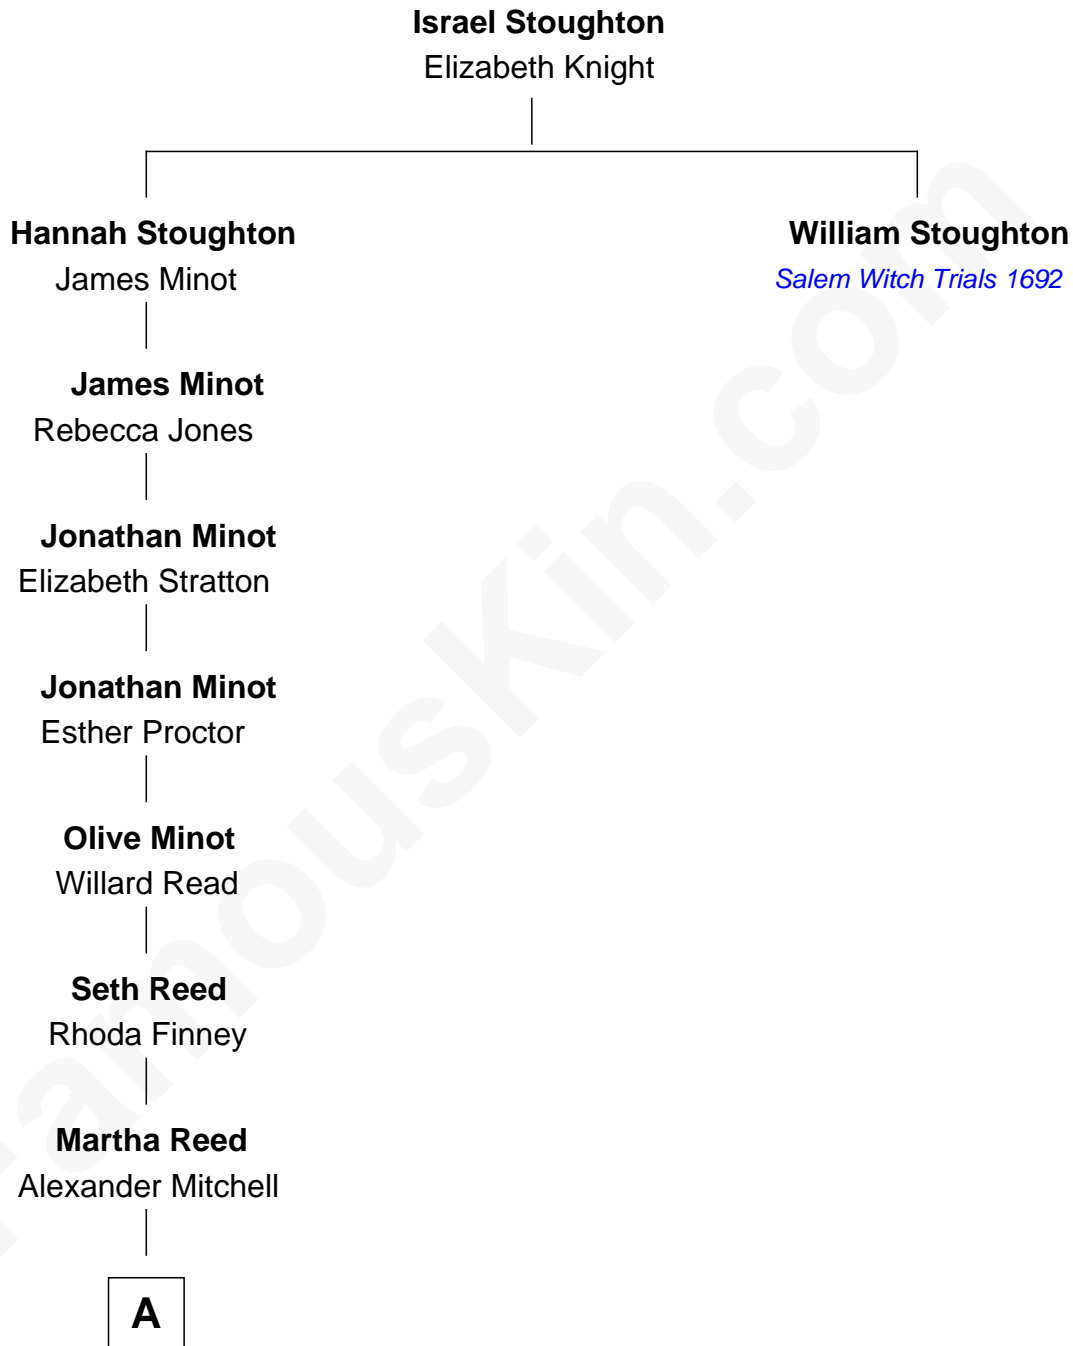 Israel Stoughton
Elizabeth Knight
Hannah Stoughton
James Minot
William Stoughton
Salem Witch Trials 1692
James Minot
Rebecca Jones
Jonathan Minot
Elizabeth Stratton
Jonathan Minot
Esther Proctor
Olive Minot
Willard Read
Seth Reed
Rhoda Finney
Martha Reed
Alexander Mitchell
A
FamousKin.com